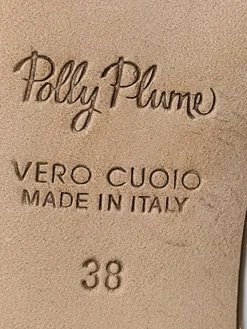 Polly Plume
VERO CUOIO
MADE IN ITALY
38